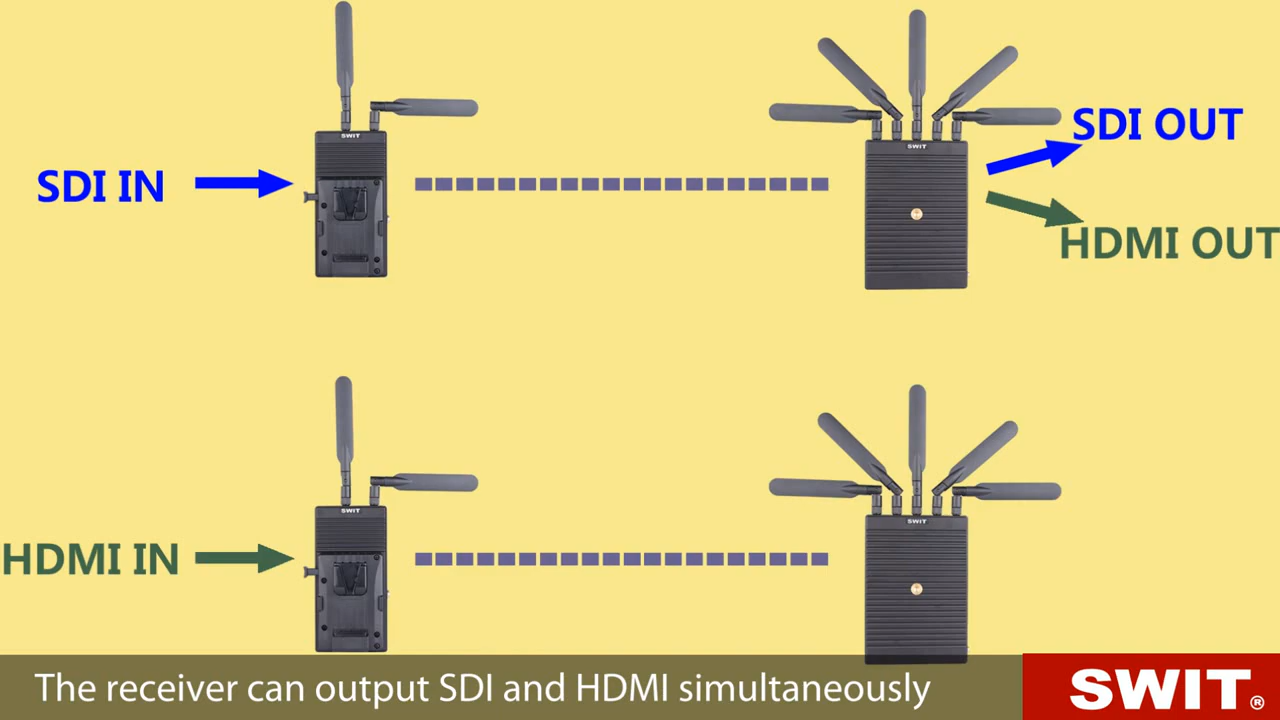 SWIT
SWIT
SDI IN
SDI OUT
HDMI OUT
SWIT
SWIT
HDMI IN
The receiver can output SDI and HDMI simultaneously
SWIT®